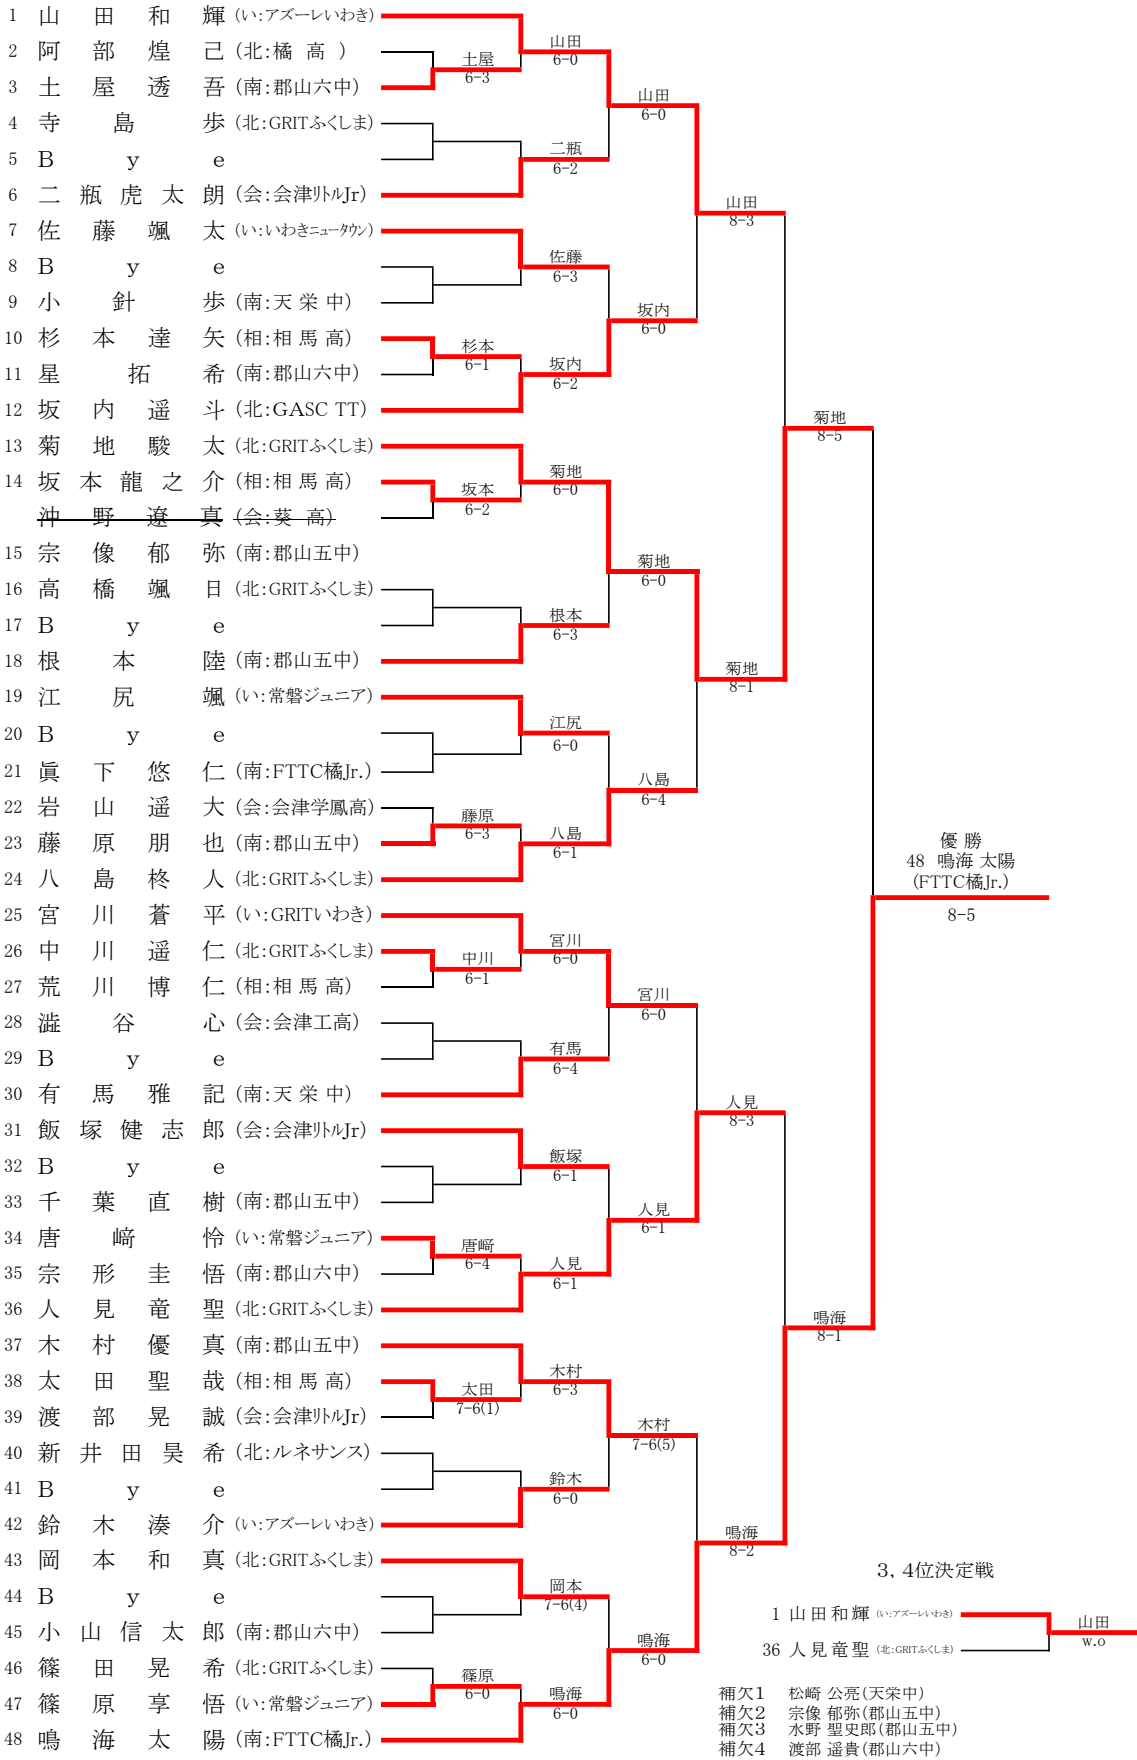 1 山田和輝 (い:アズーレいわき)
2 阿部煌己 (北:橘高)
3 土屋透吾 (南:郡山六中)
4 寺島歩 (北:GRITふくしま)
5 Bye
6 二瓶虎太朗 (会:会津リトルJr)
7 佐藤颯太 (い:いわきニュータウン)
8 Bye
9 小針歩 (南:天栄中)
10 杉本達矢 (相:相馬高)
11 星拓希 (南:郡山六中)
12 坂内遥斗 (北:GASC TT)
13 菊地駿太 (北:GRITふくしま)
14 坂本龍之介 (相:相馬高)
沖野遼真 (会:葵高)
15 宗像郁弥 (南:郡山五中)
16 高橋颯日 (北:GRITふくしま)
17 Bye
18 根本陸 (南:郡山五中)
19 江尻颯 (い:常磐ジュニア)
20 Bye
21 眞下悠仁 (南:FTTC橘Jr.)
22 岩山遥大 (会:会津学鳳高)
23 藤原朋也 (南:郡山五中)
24 八島柊人 (北:GRITふくしま)
25 宮川蒼平 (い:GRITいわき)
26 中川遥仁 (北:GRITふくしま)
27 荒川博仁 (相:相馬高)
28 澁谷心 (会:会津工高)
29 Bye
30 有馬雅記 (南:天栄中)
31 飯塚健志郎 (会:会津リトルJr)
32 Bye
33 千葉直樹 (南:郡山五中)
34 唐﨑怜 (い:常磐ジュニア)
35 宗形圭悟 (南:郡山六中)
36 人見竜聖 (北:GRITふくしま)
37 木村優真 (南:郡山五中)
38 太田聖哉 (相:相馬高)
39 渡部晃誠 (会:会津リトルJr)
40 新井田昊希 (北:ルネサンス)
41 Bye
42 鈴木湊介 (い:アズーレいわき)
43 岡本和真 (北:GRITふくしま)
44 Bye
45 小山信太郎 (南:郡山六中)
46 篠田晃希 (北:GRITふくしま)
47 篠原享悟 (い:常磐ジュニア)
48 鳴海太陽 (南:FTTC橘Jr.)
土屋
6-3
杉本
6-1
坂本
6-2
藤原
6-3
中川
6-1
唐﨑
6-4
太田
7-6(1)
篠原
6-0
山田
6-0
二瓶
6-2
佐藤
6-3
坂内
6-2
菊地
6-0
根本
6-3
江尻
6-0
八島
6-1
宮川
6-0
有馬
6-4
飯塚
6-1
人見
6-1
木村
6-3
鈴木
6-0
岡本
7-6(4)
鳴海
6-0
山田
6-0
坂内
6-0
菊地
6-0
八島
6-4
宮川
6-0
人見
6-1
木村
7-6(5)
鳴海
6-0
山田
8-3
菊地
8-1
人見
8-3
鳴海
8-2
菊地
8-5
鳴海
8-1
優勝
48 鳴海 太陽
(FTTC橘Jr.)
8-5
3,4位決定戦
1 山田和輝 (い:アズーレいわき)
36 人見竜聖 (北:GRITふくしま)
山田
w.o
補欠1 松崎 公亮(天栄中)
補欠2 宗像 郁弥(郡山五中)
補欠3 水野 聖史郎(郡山五中)
補欠4 渡部 遥貴(郡山六中)